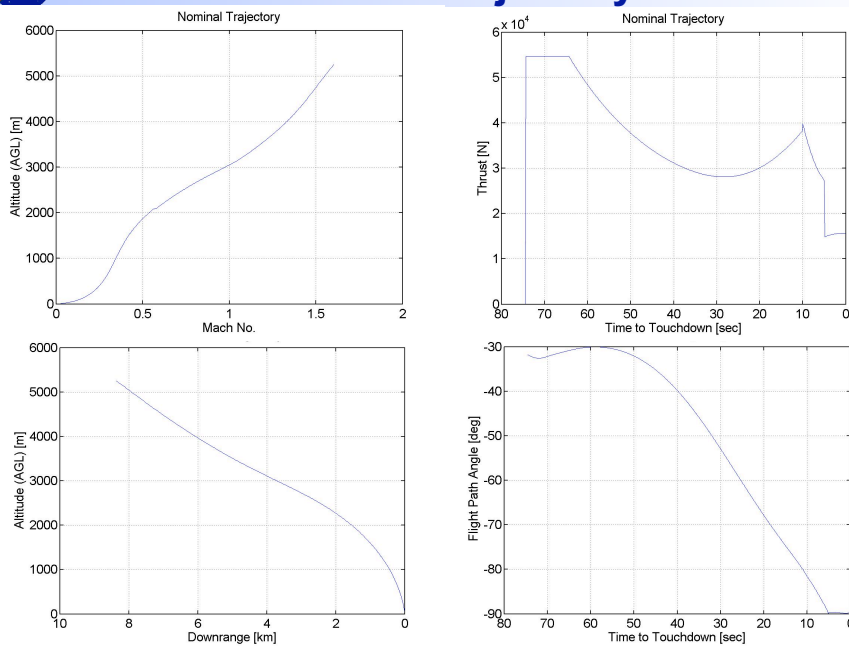 Nominal Trajectory
6000
5000
4000
3000
2000
1000
0
Altitude (AGL) [m]
0 0.5 1 1.5 2
Mach No.
Nominal Trajectory
6 x 10^4
5
4
3
2
1
0
Thrust [N]
80 70 60 50 40 30 20 10 0
Time to Touchdown [sec]
6000
5000
4000
3000
2000
1000
0
Altitude (AGL) [m]
10 8 6 4 2 0
Downrange [km]
-30
-40
-50
-60
-70
-80
-90
Flight Path Angle [deg]
80 70 60 50 40 30 20 10 0
Time to Touchdown [sec]